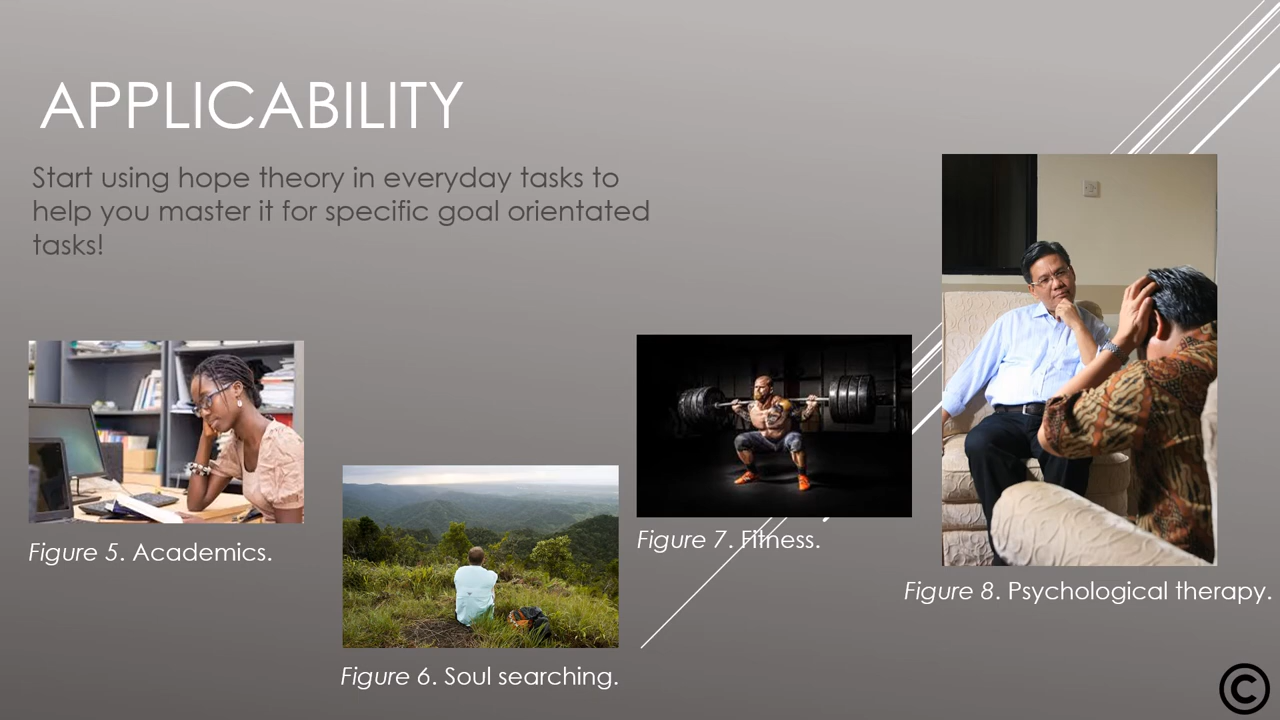 APPLICABILITY
Start using hope theory in everyday tasks to
help you master it for specific goal orientated
tasks!
Figure 5. Academics.
Figure 6. Soul searching.
Figure 7. Fitness.
Figure 8. Psychological therapy.
©